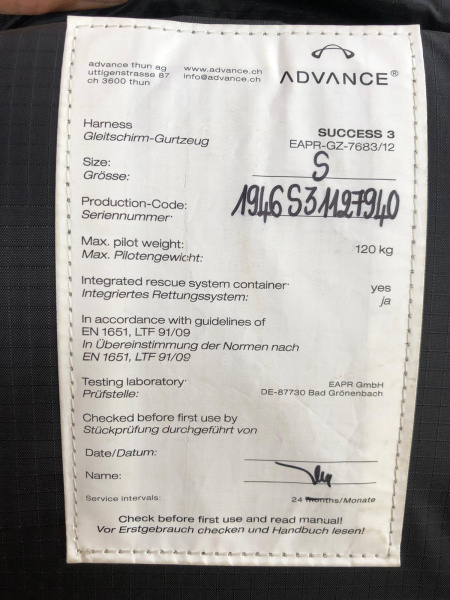 advance thun ag www.advance.ch
uttigenstrasse 87 info@advance.ch
ch 3600 thun
ADVANCE®
Harness SUCCESS 3
Gleitschirm-Gurtzeug EAPR-GZ-7683/12
Size: S
Grösse:
Production-Code: 1946S31127940
Seriennummer:
Max. pilot weight: 120 kg
Max. Pilotengewicht:
Integrated rescue system container: yes
Integriertes Rettungssystem: ja
In accordance with guidelines of
EN 1651, LTF 91/09
In Übereinstimmung der Normen nach
EN 1651, LTF 91/09
Testing laboratory: EAPR GmbH
Prüfstelle: DE-87730 Bad Grönenbach
Checked before first use by
Stückprüfung durchgeführt von
Date/Datum:
Name:
Service intervals: 24 months/Monate
Check before first use and read manual!
Vor Erstgebrauch checken und Handbuch lesen!